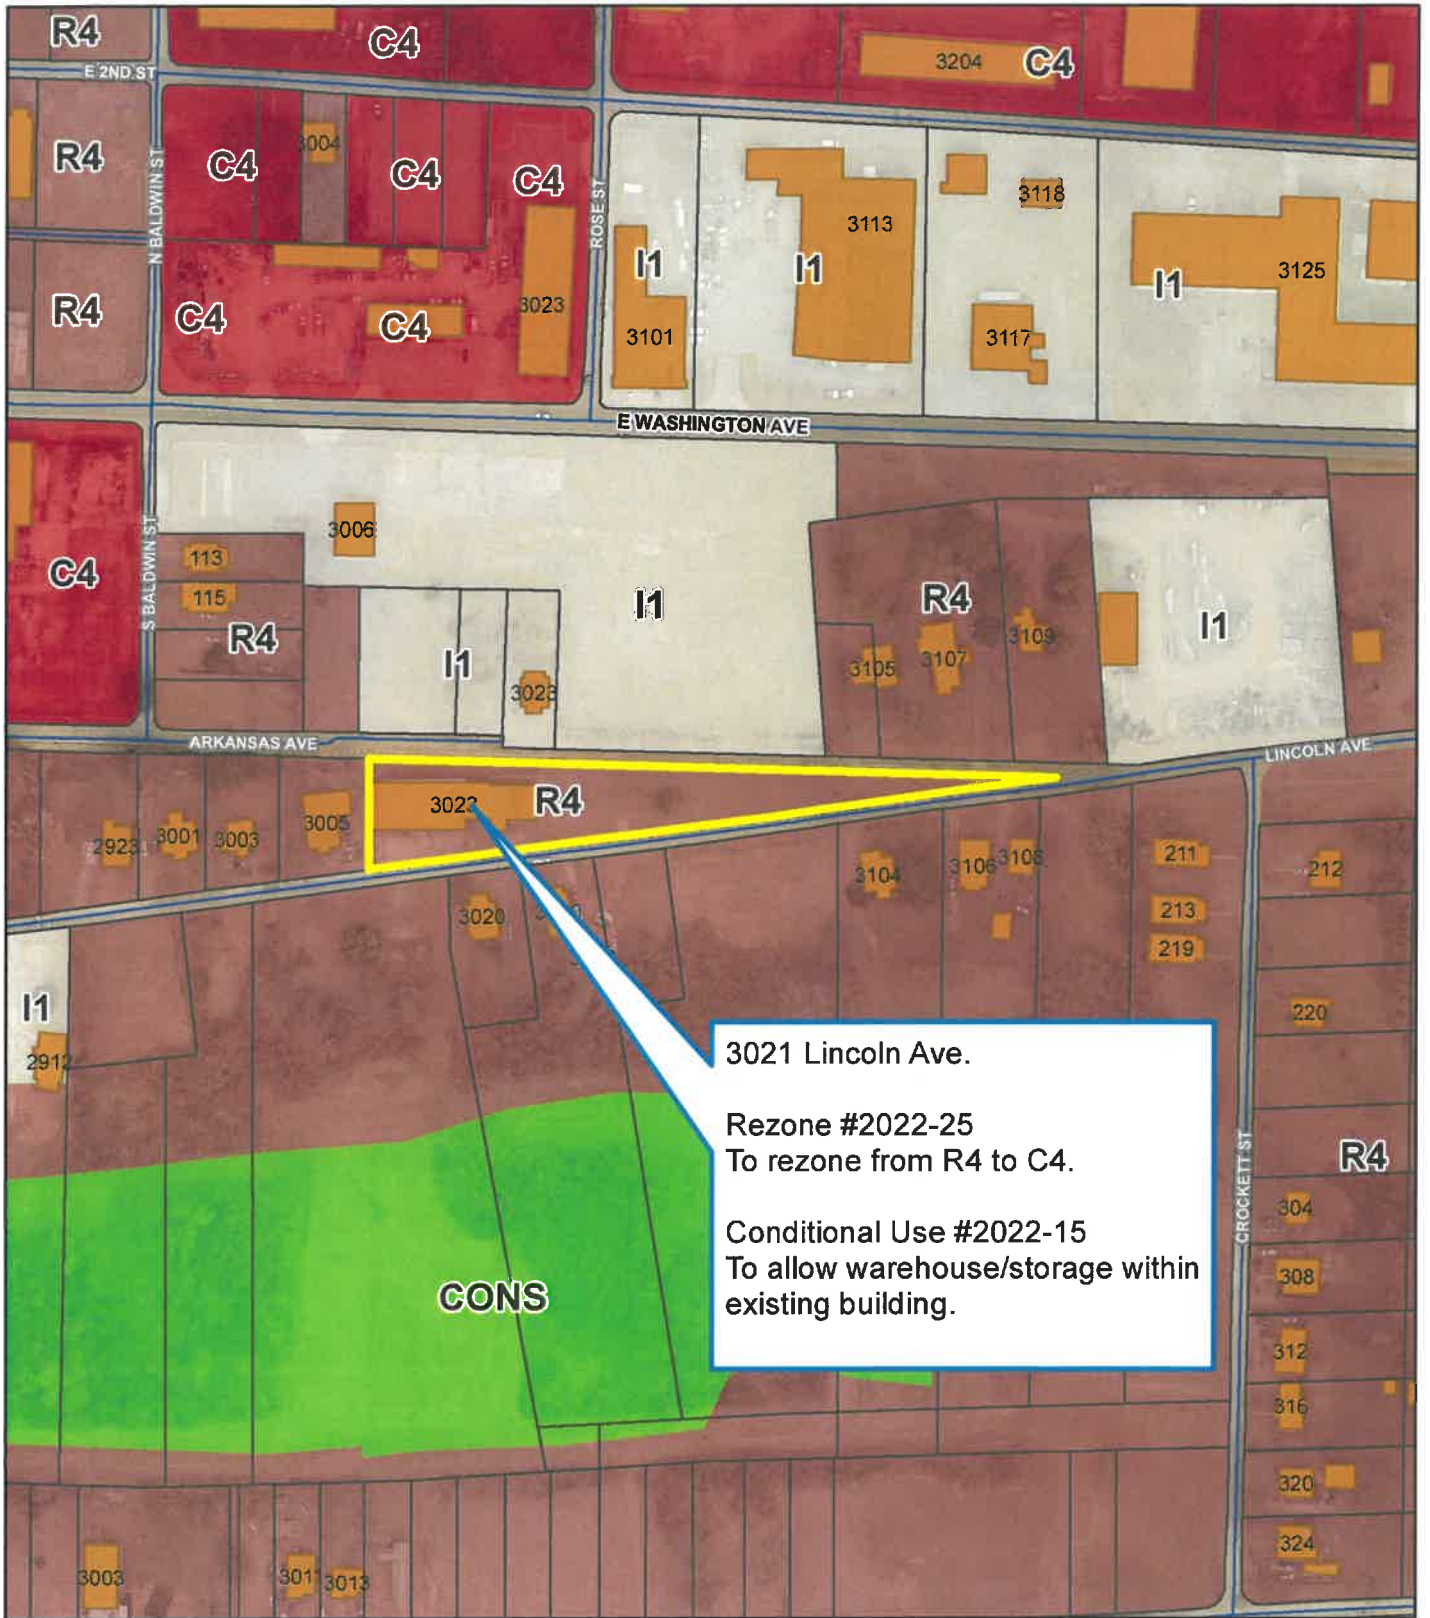 R4
C4
E 2ND ST
3204
C4
R4
N BALDWIN ST
C4
3004
C4
C4
ROSE ST
3118
3113
I1
I1
I1
3125
R4
C4
C4
3023
3101
3117
E WASHINGTON AVE
3006
113
C4
S BALDWIN ST
115
R4
I1
I1
3023
R4
3105
3107
3109
I1
ARKANSAS AVE
LINCOLN AVE
2923
3001
3003
3005
R4
3104
3106
3108
211
212
3020
213
219
I1
2912
220
3021 Lincoln Ave.
Rezone #2022-25
To rezone from R4 to C4.
Conditional Use #2022-15
To allow warehouse/storage within
existing building.
CROCKETT ST
R4
304
CONS
308
312
316
320
324
3003
3013